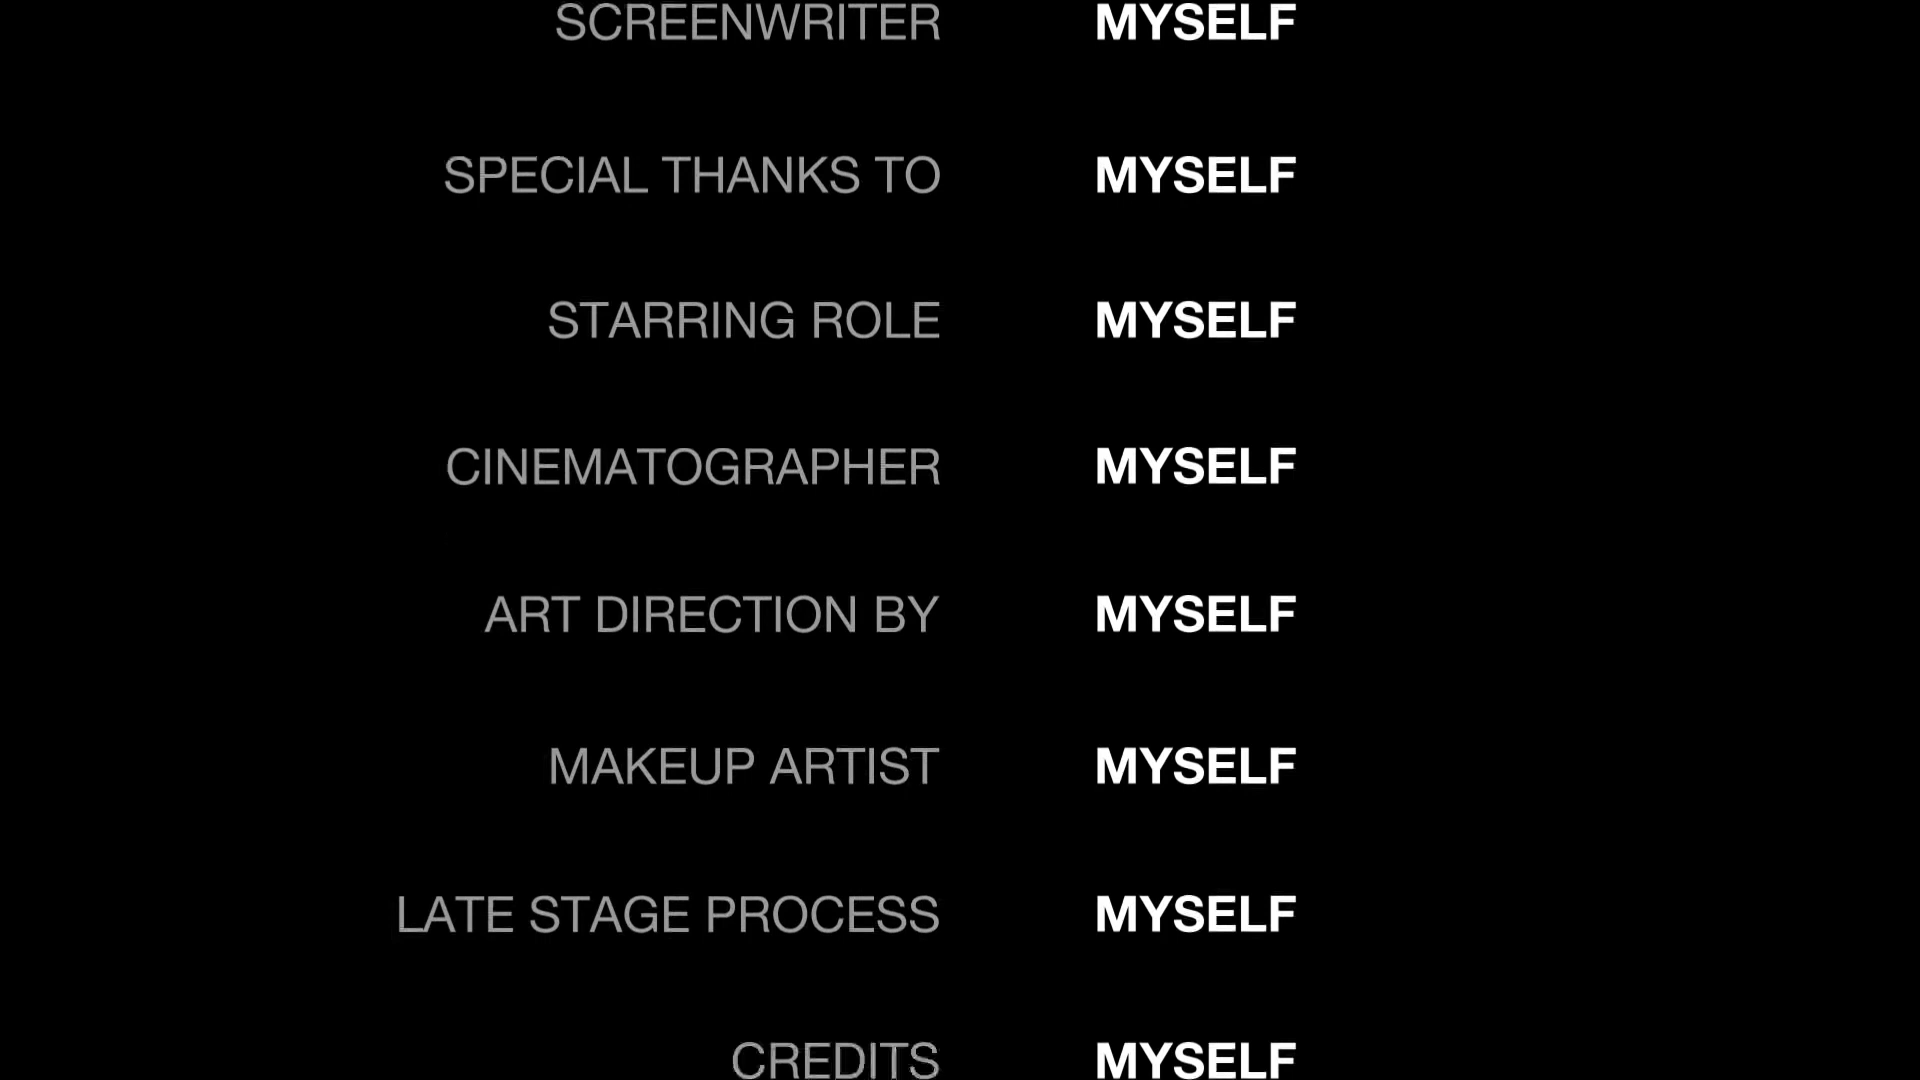 SCREENWRITER MYSELF
SPECIAL THANKS TO MYSELF
STARRING ROLE MYSELF
CINEMATOGRAPHER MYSELF
ART DIRECTION BY MYSELF
MAKEUP ARTIST MYSELF
LATE STAGE PROCESS MYSELF
CREDITS MYSELF